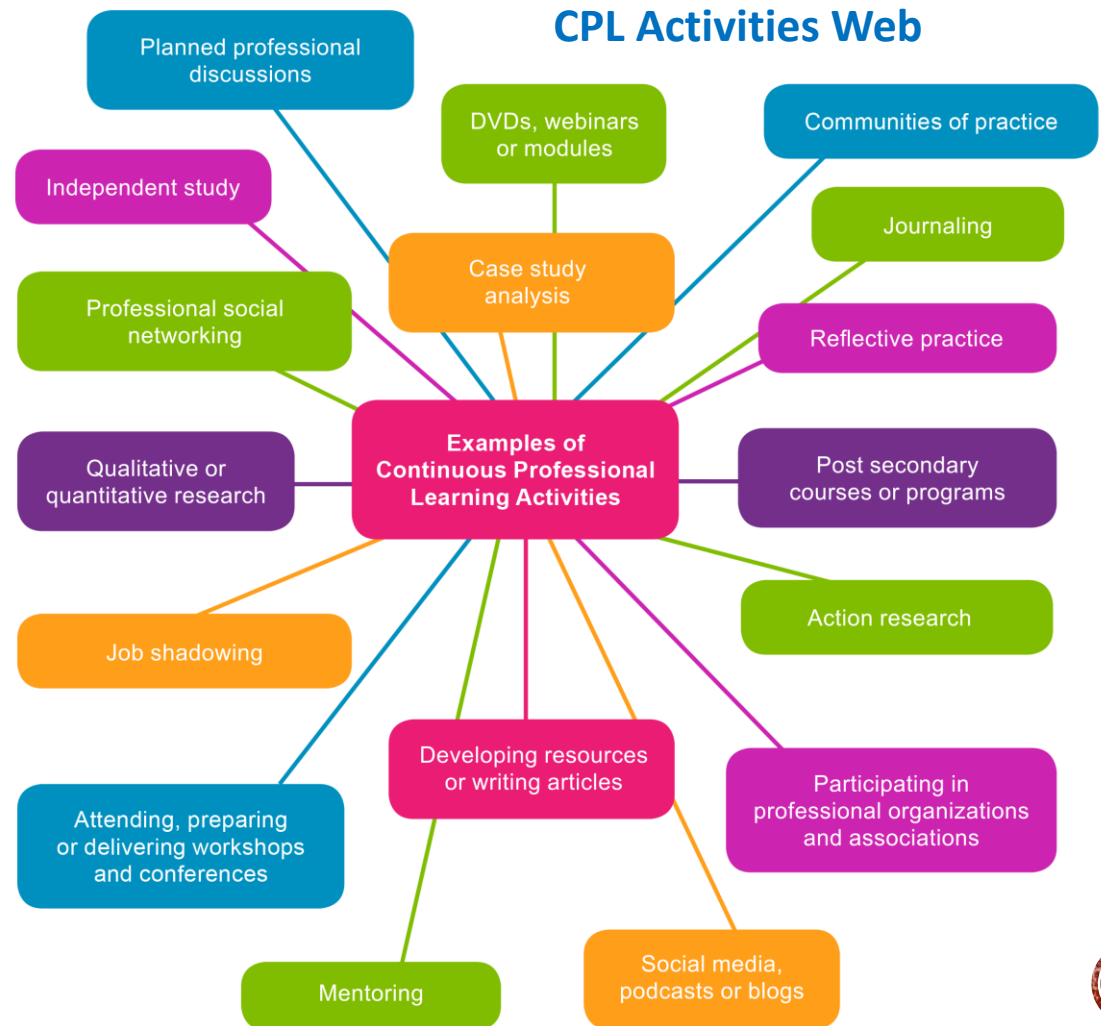 CPL Activities Web
Planned professional
discussions
DVDs, webinars
or modules
Communities of practice
Independent study
Journaling
Case study
analysis
Professional social
networking
Reflective practice
Examples of
Continuous Professional
Learning Activities
Qualitative or
quantitative research
Post secondary
courses or programs
Job shadowing
Action research
Developing resources
or writing articles
Attending, preparing
or delivering workshops
and conferences
Participating in
professional organizations
and associations
Mentoring
Social media,
podcasts or blogs